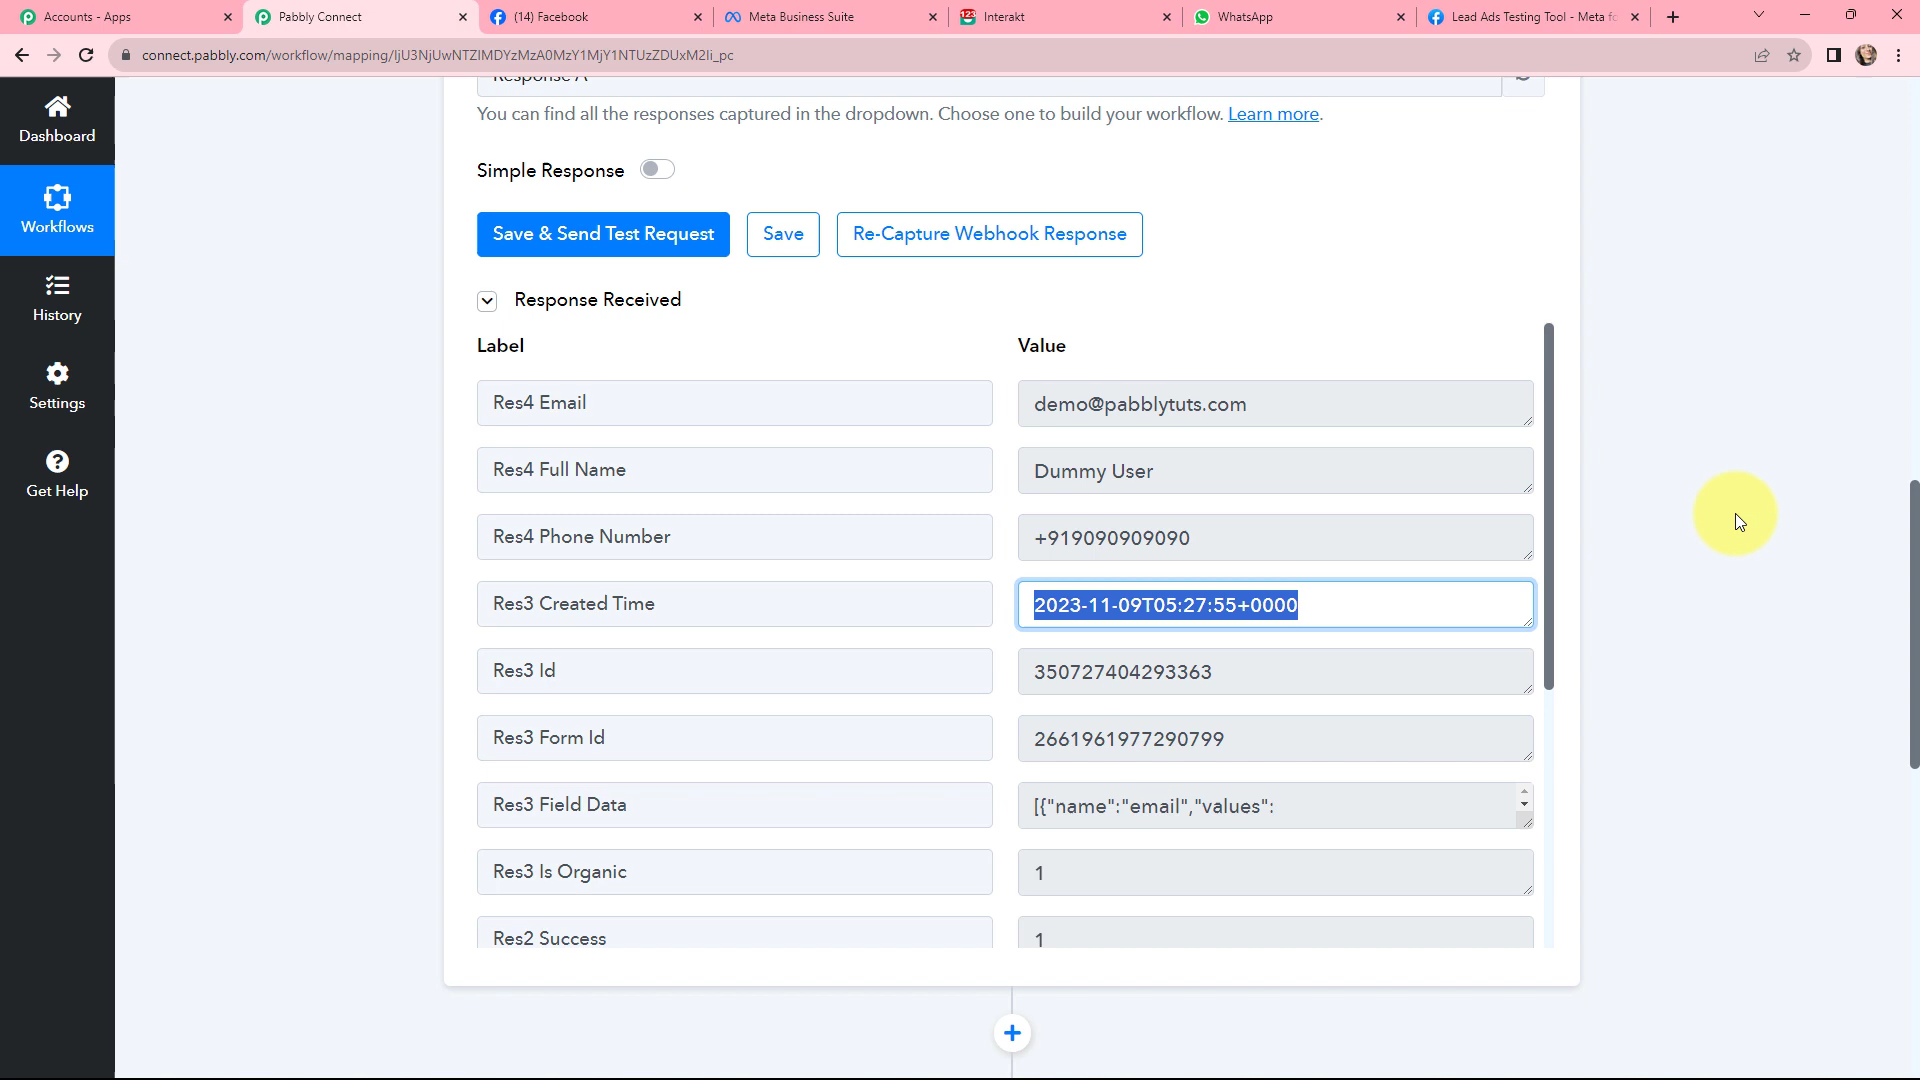 Accounts - Apps
Pabbly Connect
(14) Facebook
Meta Business Suite
Interakt
WhatsApp
Lead Ads Testing Tool - Meta fo
connect.pabbly.com/workflow/mapping/
Response A
You can find all the responses captured in the dropdown. Choose one to build your workflow. Learn more.
Dashboard
Simple Response
Workflows
Save & Send Test Request
Save
Re-Capture Webhook Response
History
Response Received
Label
Value
Settings
Res4 Email
demo@pabblytuts.com
Res4 Full Name
Dummy User
Get Help
Res4 Phone Number
+919090909090
Res3 Created Time
2023-11-09T05:27:55+0000
Res3 Id
350727404293363
Res3 Form Id
2661961977290799
Res3 Field Data
[{"name":"email","values":
Res3 Is Organic
1
Res2 Success
1